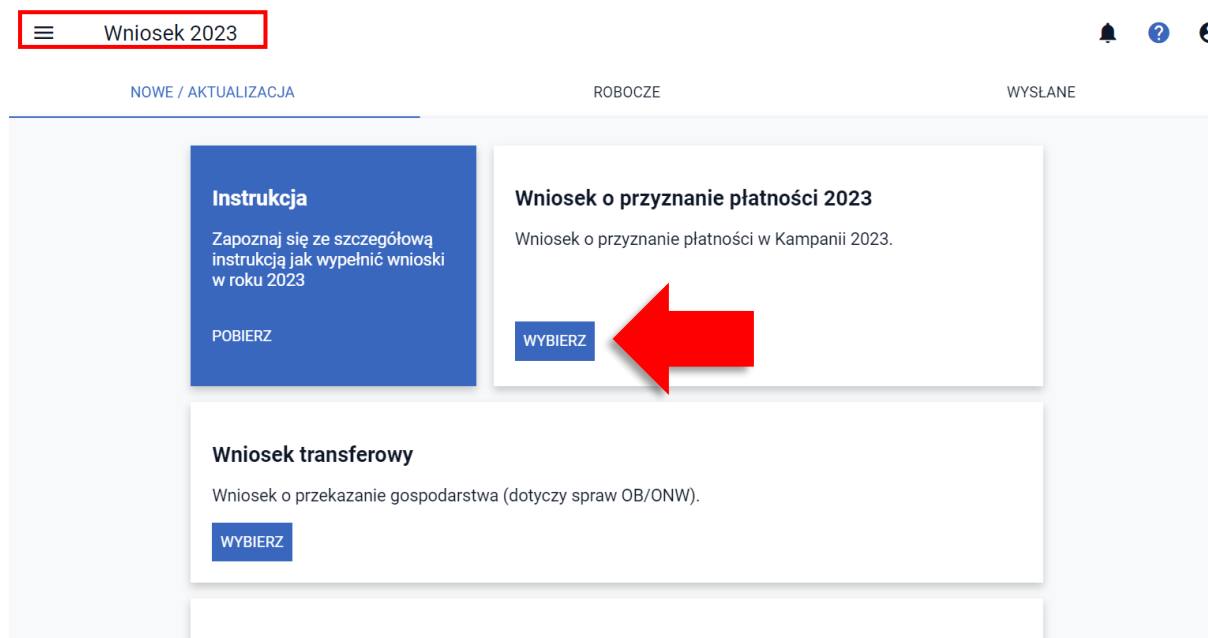 Wniosek 2023
NOWE / AKTUALIZACJA
ROBOCZE
WYSŁANE
Instrukcja
Zapoznaj się ze szczegółową
instrukcją jak wypełnić wnioski
w roku 2023
POBIERZ
Wniosek o przyznanie płatności 2023
Wniosek o przyznanie płatności w Kampanii 2023.
WYBIERZ
Wniosek transferowy
Wniosek o przekazanie gospodarstwa (dotyczy spraw OB/ONW).
WYBIERZ